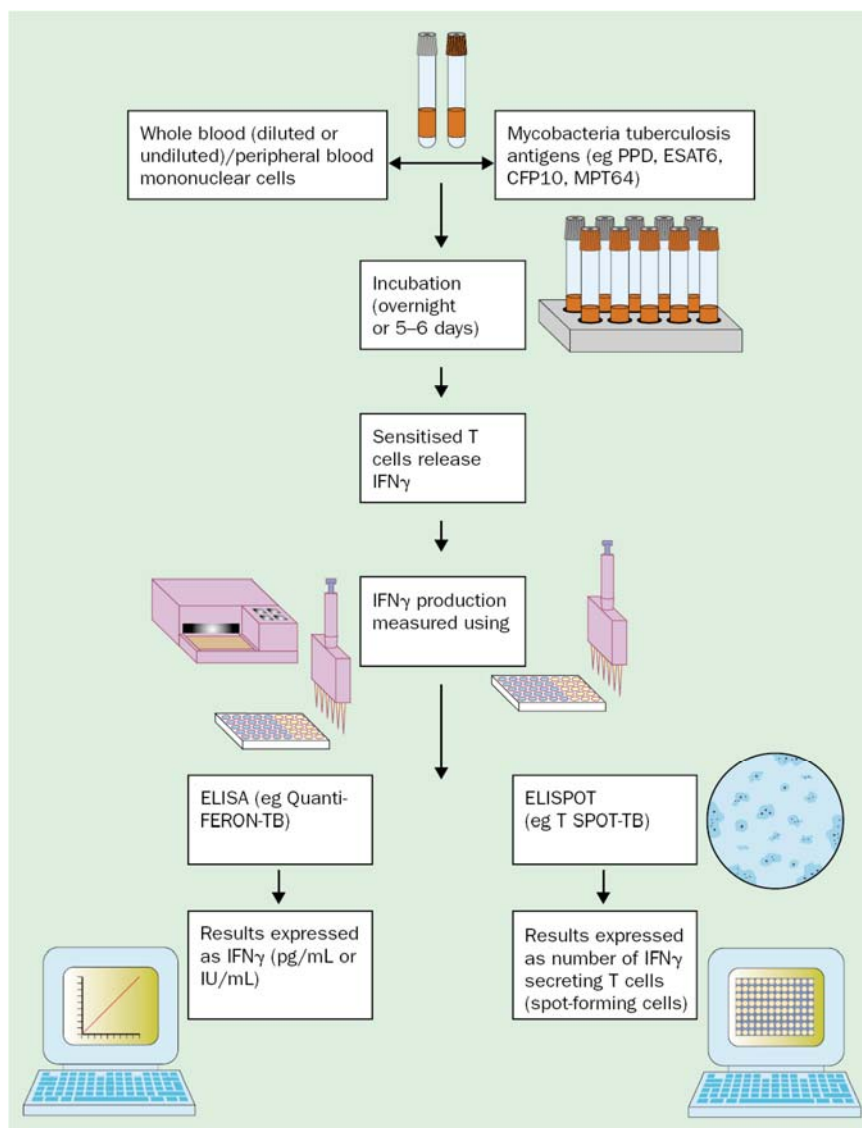 Whole blood (diluted or
undiluted)/peripheral blood
mononuclear cells
Mycobacteria tuberculosis
antigens (eg PPD, ESAT6,
CFP10, MPT64)
Incubation
(overnight
or 5–6 days)
Sensitised T
cells release
IFNγ
IFNγ production
measured using
ELISA (eg Quanti-
FERON-TB)
ELISPOT
(eg T SPOT-TB)
Results expressed
as IFNγ (pg/mL or
IU/mL)
Results expressed
as number of IFNγ
secreting T cells
(spot-forming cells)